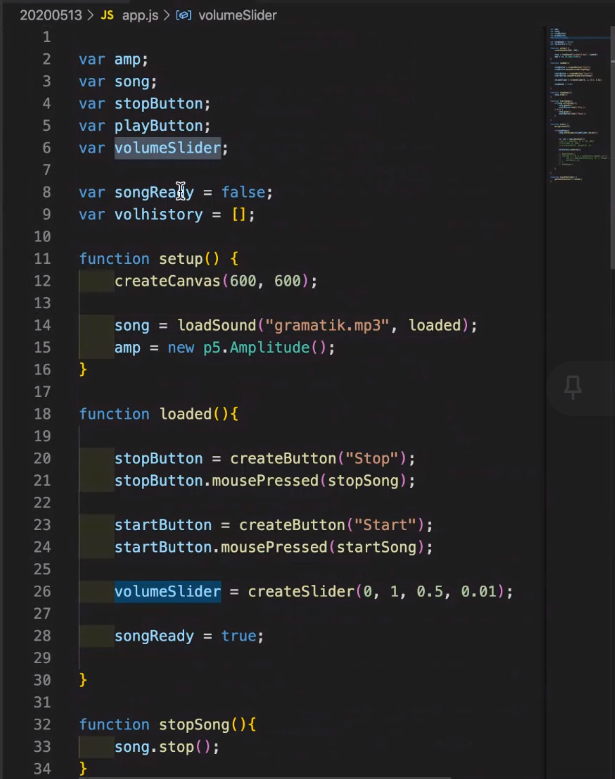 20200513 > JS app.js > volumeSlider
1
2 var amp;
3 var song;
4 var stopButton;
5 var playButton;
6 var volumeSlider;
7
8 var songReady = false;
9 var volhistory = [];
10
11 function setup() {
12 createCanvas(600, 600);
13
14 song = loadSound("gramatik.mp3", loaded);
15 amp = new p5.Amplitude();
16 }
17
18 function loaded(){
19
20 stopButton = createButton("Stop");
21 stopButton.mousePressed(stopSong);
22
23 startButton = createButton("Start");
24 startButton.mousePressed(startSong);
25
26 volumeSlider = createSlider(0, 1, 0.5, 0.01);
27
28 songReady = true;
29
30 }
31
32 function stopSong(){
33 song.stop();
34 }